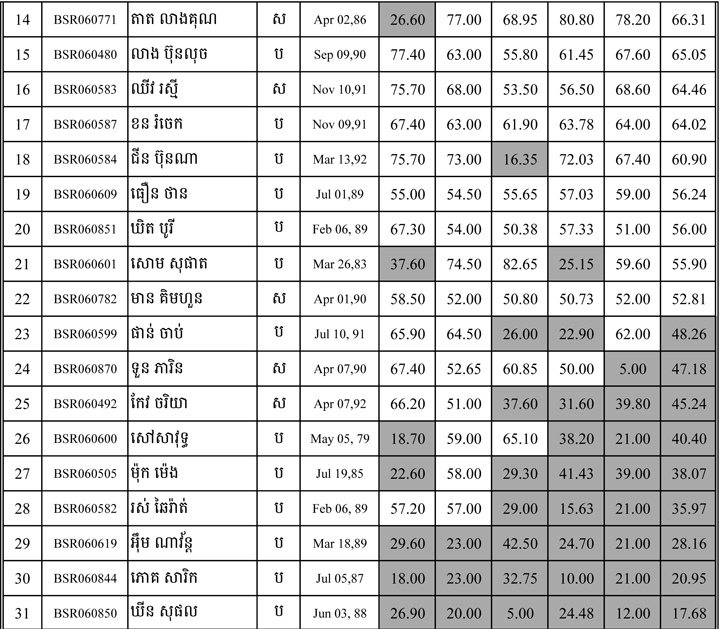 14 BSR060771 តាត លាងគុណ ស Apr 02,86 26.60 77.00 68.95 80.80 78.20 66.31
15 BSR060480 លាង ប៊ុនលុច ប Sep 09,90 77.40 63.00 55.80 61.45 67.60 65.05
16 BSR060583 ឈីវ រស្មី ស Nov 10,91 75.70 68.00 53.50 56.50 68.60 64.46
17 BSR060587 ខន រំចេក ប Nov 09,91 67.40 63.00 61.90 63.78 64.00 64.02
18 BSR060584 ជីន ប៊ុនណា ប Mar 13,92 75.70 73.00 16.35 72.03 67.40 60.90
19 BSR060609 ធឿន ថាន ប Jul 01,89 55.00 54.50 55.65 57.03 59.00 56.24
20 BSR060851 ឃិត បូរី ប Feb 06, 89 67.30 54.00 50.38 57.33 51.00 56.00
21 BSR060601 សោម សុផាត ប Mar 26,83 37.60 74.50 82.65 25.15 59.60 55.90
22 BSR060782 មាន គិមហួន ស Apr 01,90 58.50 52.00 50.80 50.73 52.00 52.81
23 BSR060599 ផាន់ ចាប់ ប Jul 10, 91 65.90 64.50 26.00 22.90 62.00 48.26
24 BSR060870 ទួន ភារិន ស Apr 07,90 67.40 52.65 60.85 50.00 5.00 47.18
25 BSR060492 កែវ ចរិយា ស Apr 07,92 66.20 51.00 37.60 31.60 39.80 45.24
26 BSR060600 សៅសាវុទ្ធ ប May 05, 79 18.70 59.00 65.10 38.20 21.00 40.40
27 BSR060505 ម៉ុក ម៉េង ប Jul 19,85 22.60 58.00 29.30 41.43 39.00 38.07
28 BSR060582 រស់ ឆៃរ៉ាត់ ប Feb 06, 89 57.20 57.00 29.00 15.63 21.00 35.97
29 BSR060619 អ៊ឹម ណារ័ន្ត ប Mar 18,89 29.60 23.00 42.50 24.70 21.00 28.16
30 BSR060844 ភោគ សារិក ប Jul 05,87 18.00 23.00 32.75 10.00 21.00 20.95
31 BSR060850 ឃីន សុផល ប Jun 03, 88 26.90 20.00 5.00 24.48 12.00 17.68